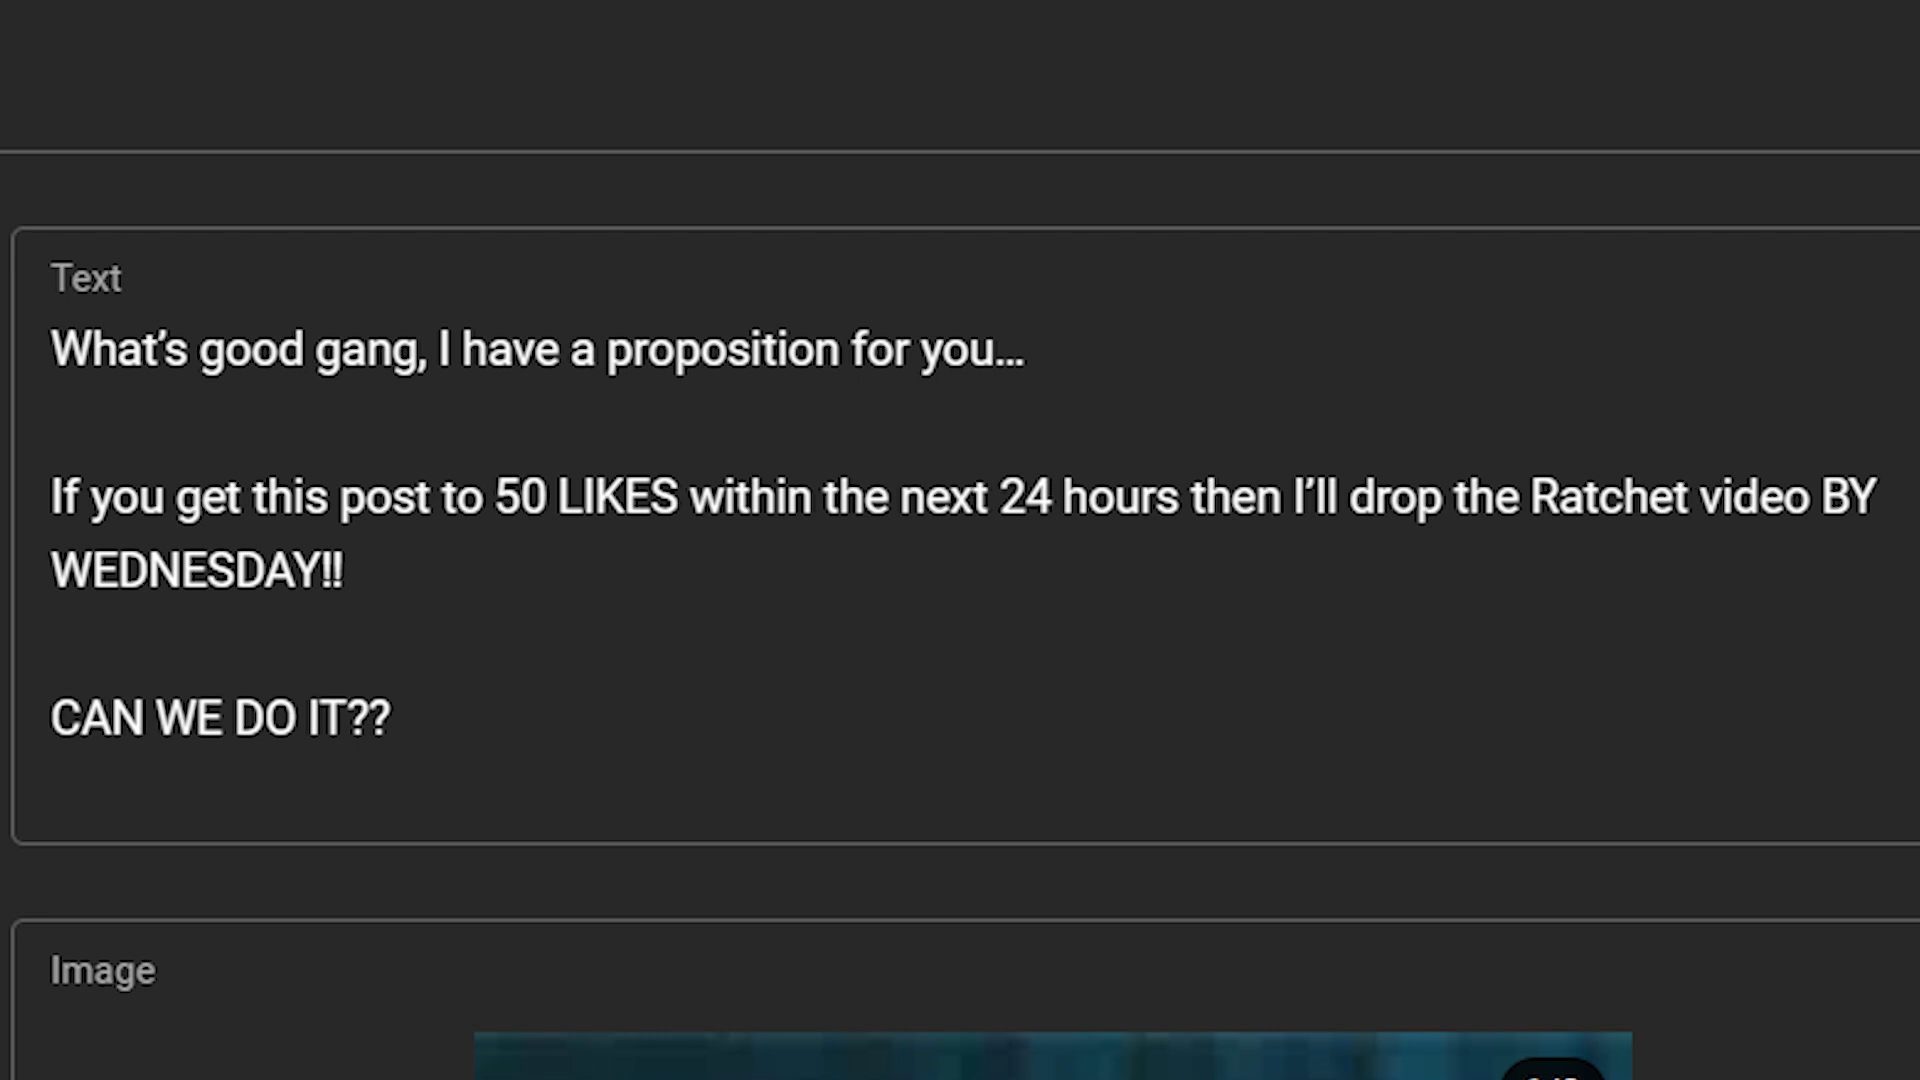 Text
What’s good gang, I have a proposition for you...
If you get this post to 50 LIKES within the next 24 hours then I’ll drop the Ratchet video BY
WEDNESDAY!!
CAN WE DO IT??
Image